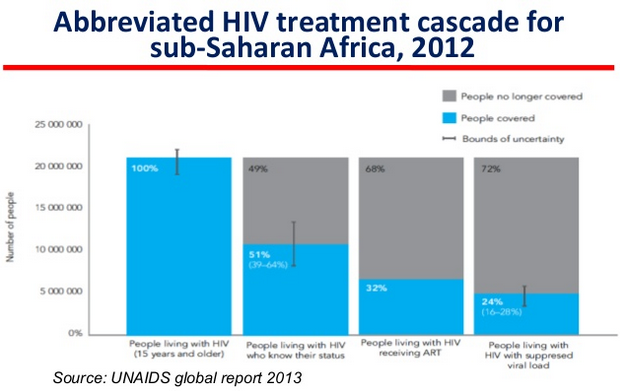 Abbreviated HIV treatment cascade for
sub-Saharan Africa, 2012
People no longer covered
People covered
Bounds of uncertainty
Number of people
25 000 000
20 000 000
15 000 000
10 000 000
5 000 000
0%
100%
49%
68%
72%
51%
(39–64%)
32%
24%
(16–28%)
People living with HIV
(15 years and older)
People living with HIV
who know their status
People living with HIV
receiving ART
People living with
HIV with suppresed
viral load
Source: UNAIDS global report 2013